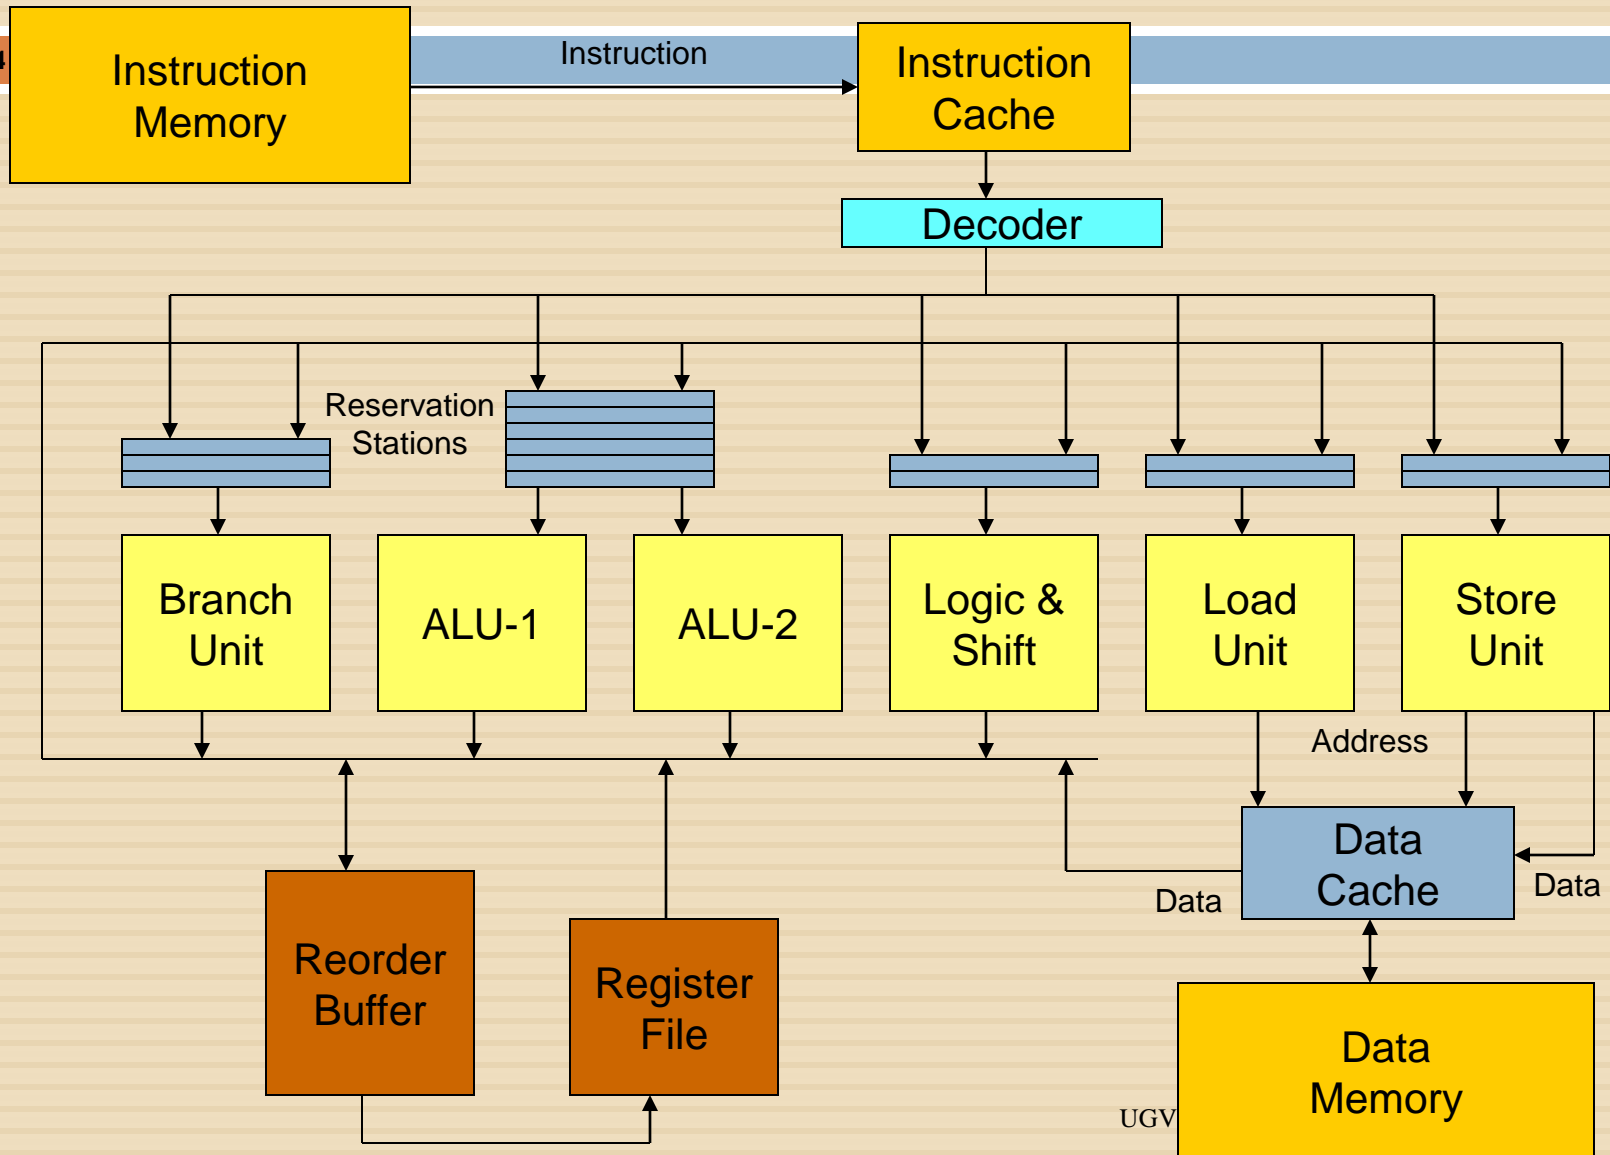 4
Instruction
Memory
Instruction
Instruction
Cache
Decoder
Reservation
Stations
Branch
Unit
ALU-1
ALU-2
Logic &
Shift
Load
Unit
Store
Unit
Address
Data
Cache
Data
Data
Reorder
Buffer
Register
File
Data
Memory
UGV